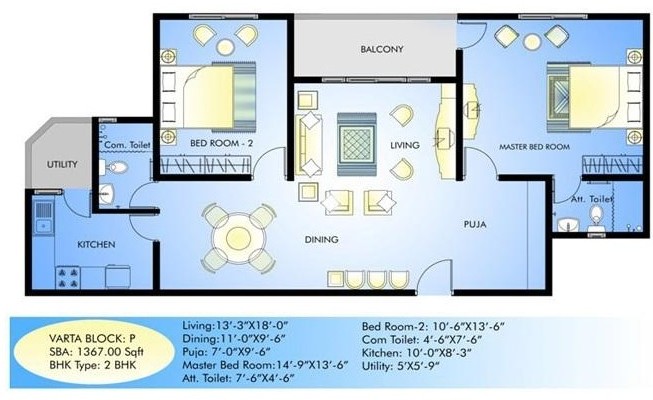 BALCONY
Com. Toilet
BED ROOM - 2
LIVING
MASTER BED ROOM
UTILITY
Att. Toilet
PUJA
KITCHEN
DINING
VARTA BLOCK: P
SBA: 1367.00 Sqft
BHK Type: 2 BHK
Living:13'-3"X18'-0"
Dining:11'-0"X9'-6"
Puja: 7'-0"X9'-6"
Master Bed Room:14'-9"X13'-6"
Att. Toilet: 7'-6"X4'-6"
Bed Room-2: 10'-6"X13'-6"
Com Toilet: 4'-6"X7'-6"
Kitchen: 10'-0"X8'-3"
Utility: 5'X5'-9"